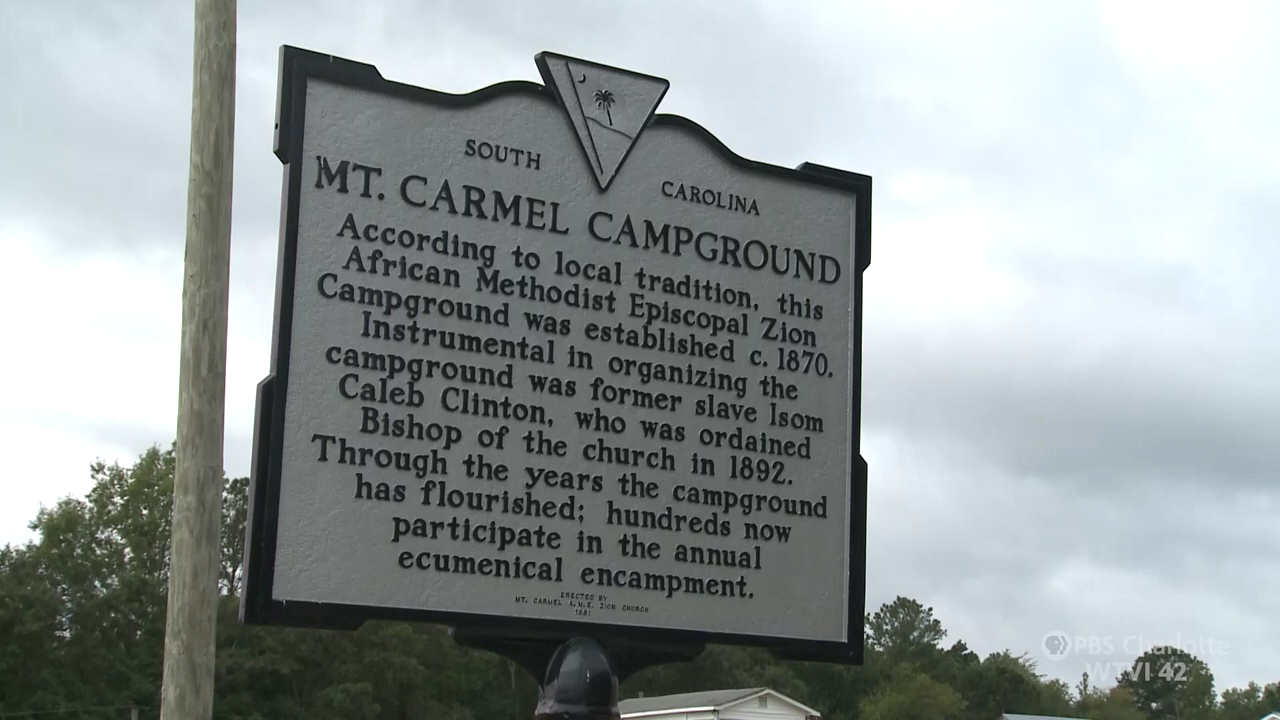 SOUTH CAROLINA
MT. CARMEL CAMPGROUND
According to local tradition, this
African Methodist Episcopal Zion
Campground was established c. 1870.
Instrumental in organizing the
campground was former slave Isom
Caleb Clinton, who was ordained
Bishop of the church in 1892.
Through the years the campground
has flourished; hundreds now
participate in the annual
ecumenical encampment.
ERECTED BY
MT. CARMEL A.M.E. ZION CHURCH
PBS Charlotte
WTVI 42